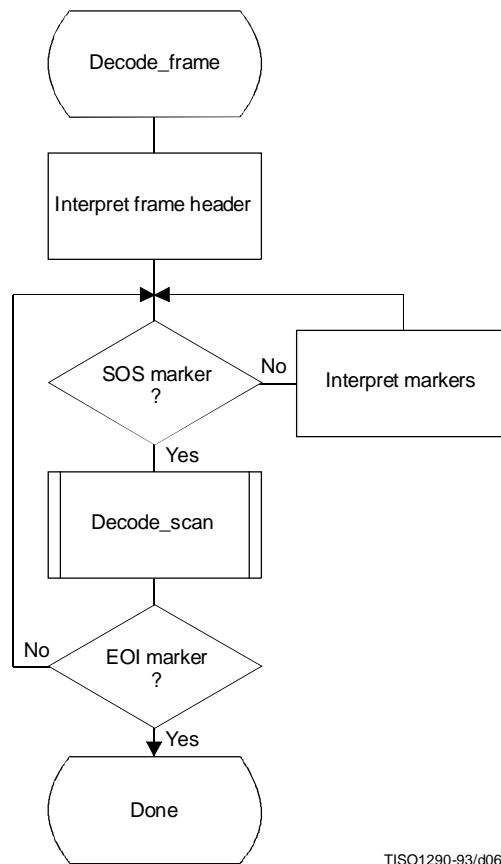 Decode_frame
Interpret frame header
SOS marker
?
No
Interpret markers
Yes
Decode_scan
No
EOI marker
?
Yes
Done
TISO1290-93/d06